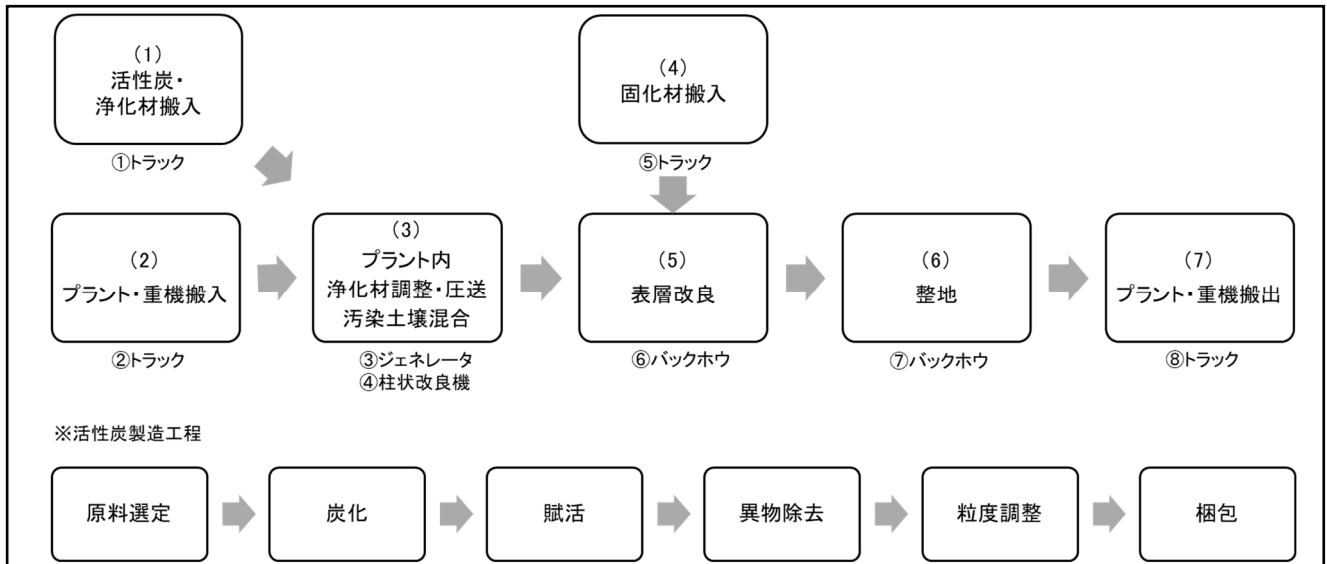 (1)
活性炭・
浄化材搬入
①トラック
(4)
固化材搬入
⑤トラック
(2)
プラント・重機搬入
②トラック
(3)
プラント内
浄化材調整・圧送
汚染土壌混合
③ジェネレータ
④柱状改良機
(5)
表層改良
⑥バックホウ
(6)
整地
⑦バックホウ
(7)
プラント・重機搬出
⑧トラック
※活性炭製造工程
原料選定
炭化
賦活
異物除去
粒度調整
梱包